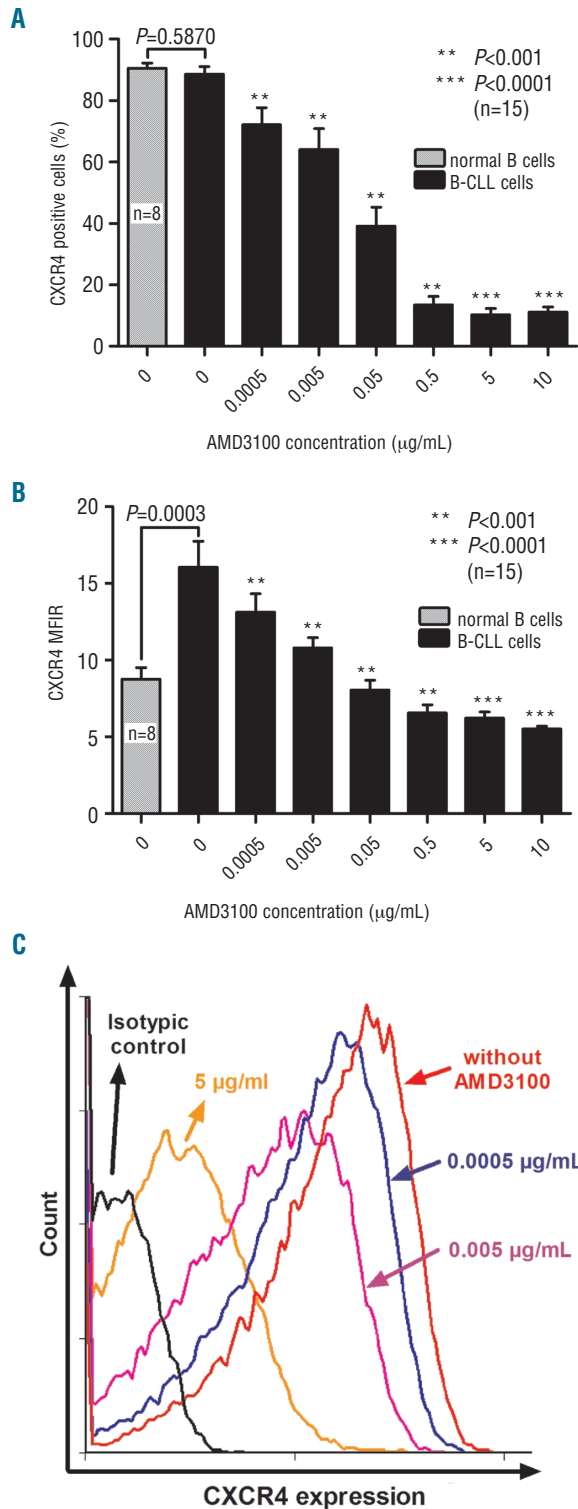 A
P=0.5870
** P<0.001
*** P<0.0001
(n=15)
normal B cells
B-CLL cells
CXCR4 positive cells (%)
100
80
60
40
20
0
n=8
** ** ** ** *** ***
0 0 0.0005 0.005 0.05 0.5 5 10
AMD3100 concentration (µg/mL)
B
P=0.0003
** P<0.001
*** P<0.0001
(n=15)
normal B cells
B-CLL cells
CXCR4 MFIR
20
15
10
5
0
n=8
** ** ** ** *** ***
0 0 0.0005 0.005 0.05 0.5 5 10
AMD3100 concentration (µg/mL)
C
Isotypic
control
5 µg/ml
without
AMD3100
0.0005 µg/mL
0.005 µg/mL
Count
CXCR4 expression